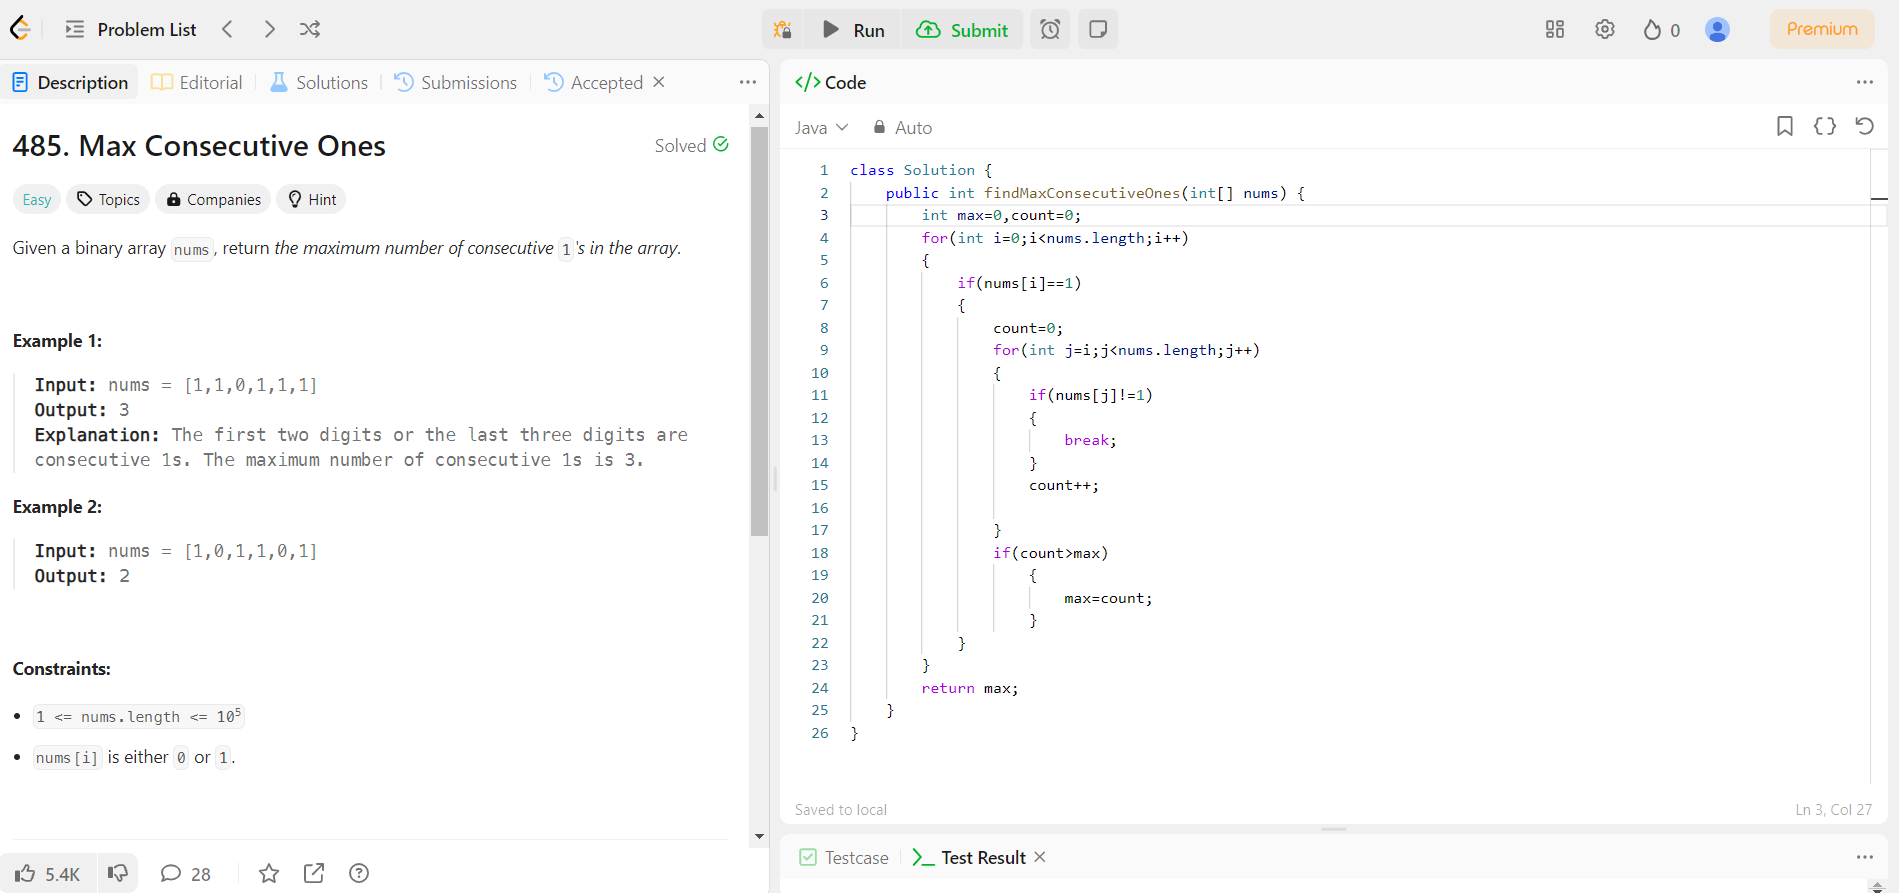 Problem List
Run
Submit
0
Premium
Description
Editorial
Solutions
Submissions
Accepted
485. Max Consecutive Ones
Solved
Easy
Topics
Companies
Hint
Given a binary array nums, return the maximum number of consecutive 1's in the array.
Example 1:
Input: nums = [1,1,0,1,1,1]
Output: 3
Explanation: The first two digits or the last three digits are
consecutive 1s. The maximum number of consecutive 1s is 3.
Example 2:
Input: nums = [1,0,1,1,0,1]
Output: 2
Constraints:
• 1 <= nums.length <= 10⁵
• nums[i] is either 0 or 1.
5.4K
28
</> Code
Java
Auto
1 class Solution {
2 public int findMaxConsecutiveOnes(int[] nums) {
3 int max=0,count=0;
4 for(int i=0;i<nums.length;i++)
5 {
6 if(nums[i]==1)
7 {
8 count=0;
9 for(int j=i;j<nums.length;j++)
10 {
11 if(nums[j]!=1)
12 {
13 break;
14 }
15 count++;
16
17 }
18 if(count>max)
19 {
20 max=count;
21 }
22 }
23 }
24 return max;
25 }
26 }
Saved to local
Ln 3, Col 27
Testcase
Test Result